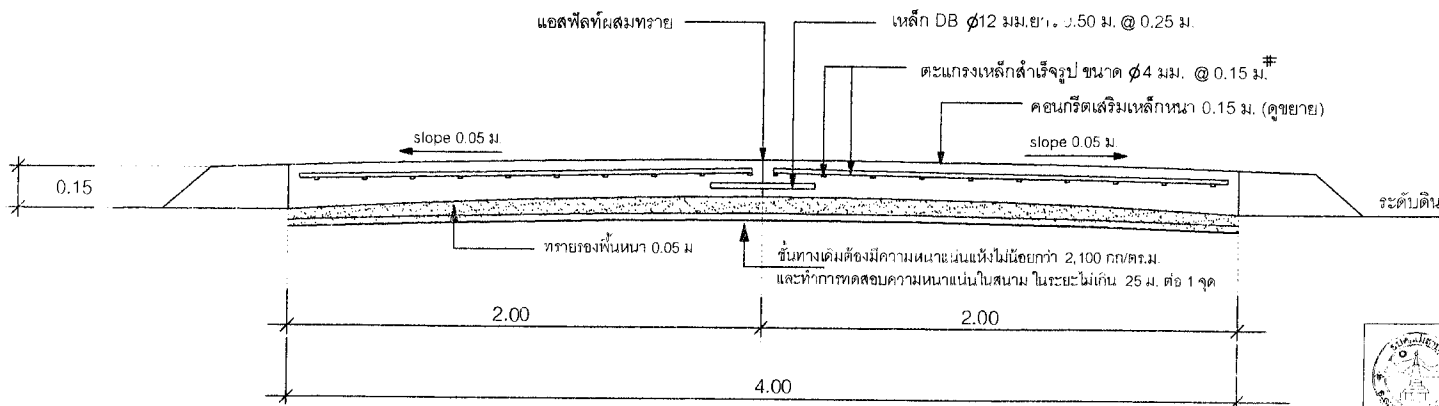 แอสฟัลท์ผสมทราย
เหล็ก DB ϕ12 มม.ยาว 0.50 ม. @ 0.25 ม.
ตะแกรงเหล็กสำเร็จรูป ขนาด ϕ4 มม. @ 0.15 ม.#
คอนกรีตเสริมเหล็กหนา 0.15 ม. (ดูขยาย)
slope 0.05 ม.
slope 0.05 ม.
0.15
ระดับดิน
ทรายรองพื้นหนา 0.05 ม
ชั้นทางเดิมต้องมีความหนาแน่นแห้งไม่น้อยกว่า 2,100 กก/ตร.ม.
และทำการทดสอบความหนาแน่นในสนาม ในระยะไม่เกิน 25 ม. ต่อ 1 จุด
2.00
2.00
4.00